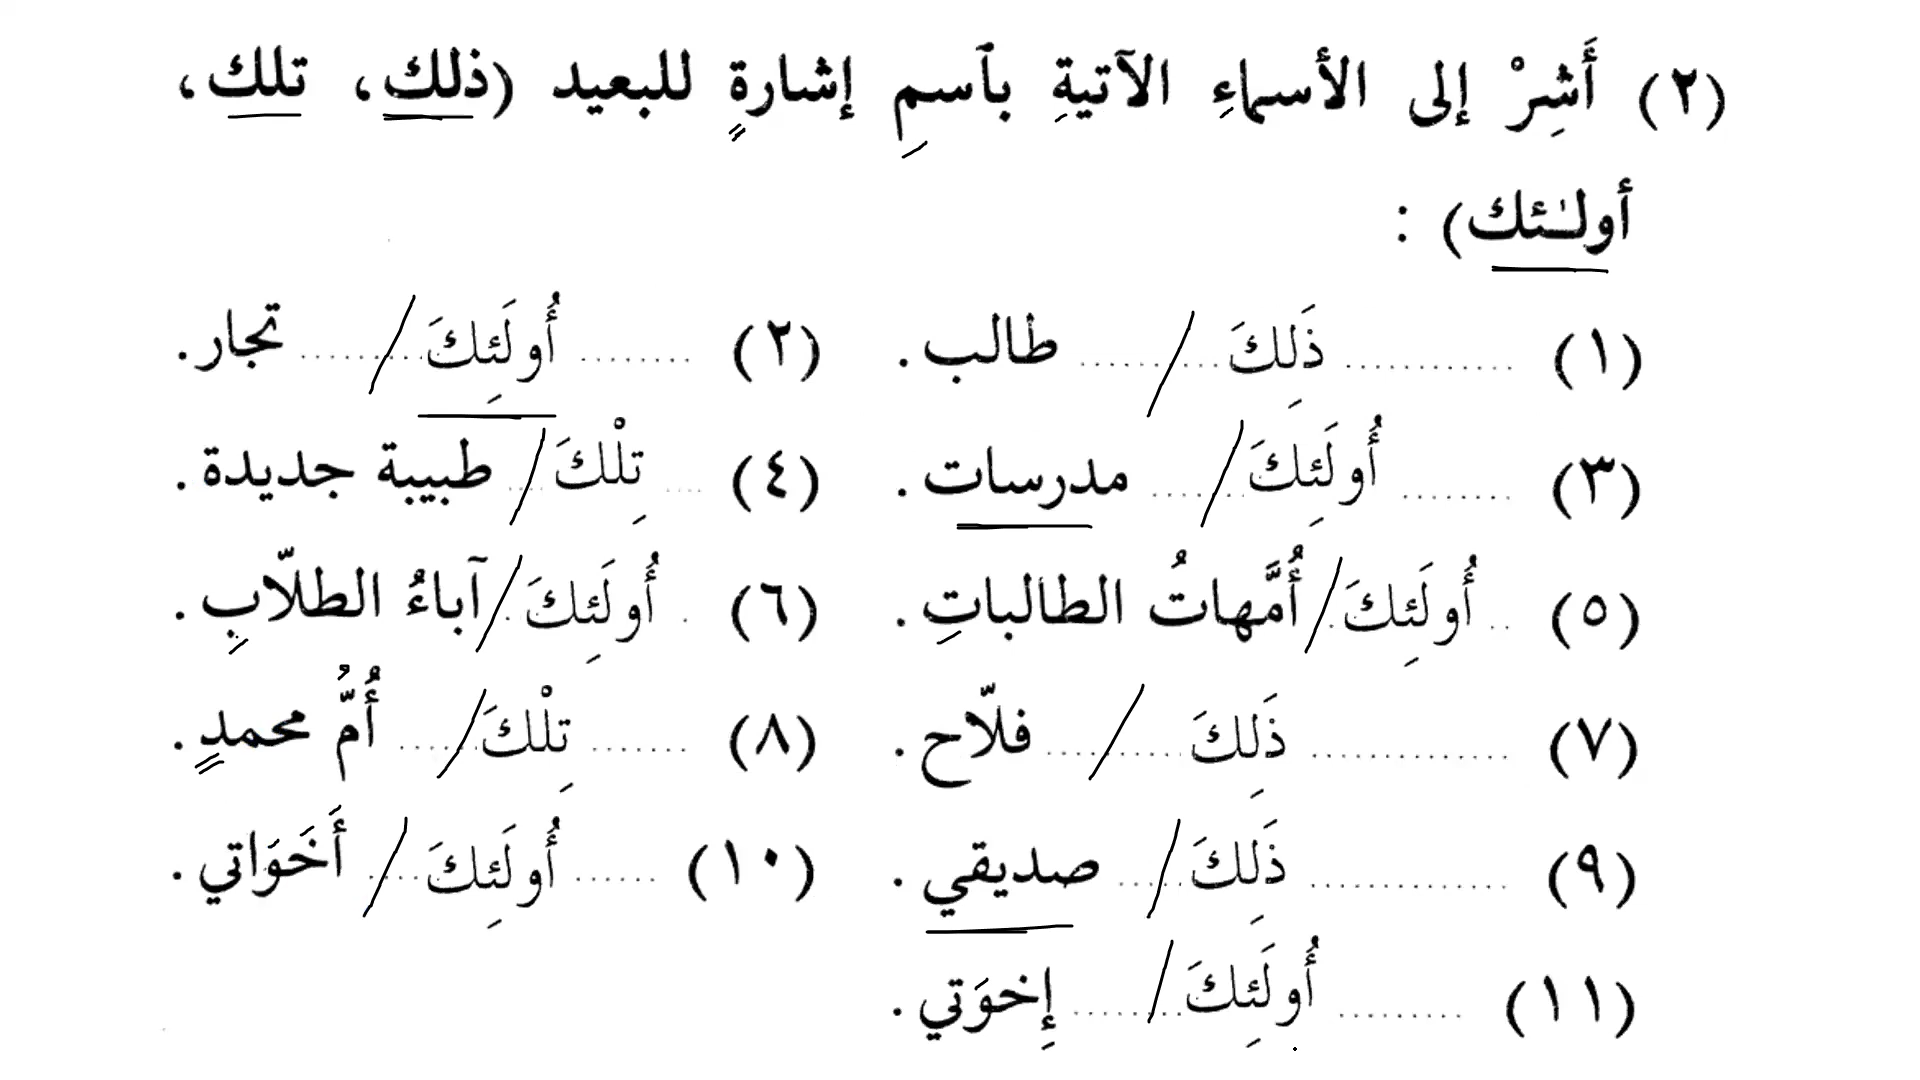 (٢) أَشِرْ إلى الأسماءِ الآتيةِ بٱسمِ إشارةٍ للبعيد (ذلك، تلك،
أولـٰئك) :
(١) ............ ذَلِكَ / ........ طالب. (٢) ........ أُولَئِكَ / ........ تجار.
(٣) ........ أُولَئِكَ / ...... مدرسات. (٤) .... تِلْكَ / .. طبيبة جديدة.
(٥) .. أُولَئِكَ / . أُمَّهاتُ الطالباتِ. (٦) . أُولَئِكَ / . آباءُ الطلّابِ.
(٧) .............. ذَلِكَ / ........ فلّاح. (٨) ....... تِلْكَ / ..... أُمُّ محمدٍ.
(٩) .............. ذَلِكَ / ..... صديقي. (١٠) ...... أُولَئِكَ / .... أَخَوَاتي.
(١١) ......... أُولَئِكَ / ....... إِخوَتي.